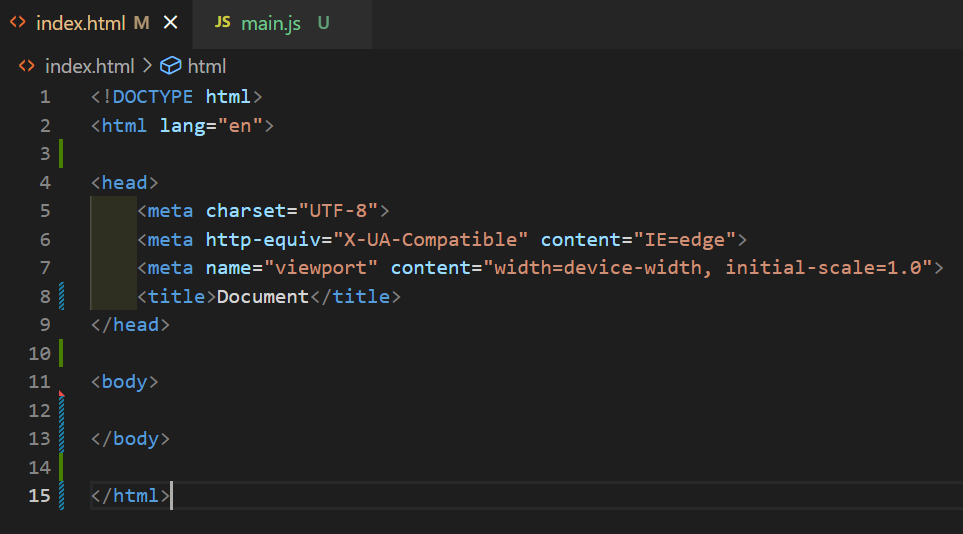 index.html M
JS main.js U
index.html > html
1 <!DOCTYPE html>
2 <html lang="en">
3
4 <head>
5     <meta charset="UTF-8">
6     <meta http-equiv="X-UA-Compatible" content="IE=edge">
7     <meta name="viewport" content="width=device-width, initial-scale=1.0">
8     <title>Document</title>
9 </head>
10
11 <body>
12
13 </body>
14
15 </html>